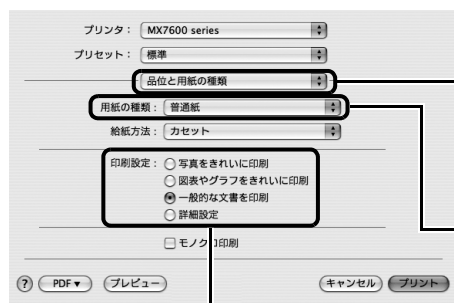 プリンタ： MX7600 series
プリセット： 標準
品位と用紙の種類
用紙の種類： 普通紙
給紙方法： カセット
印刷設定： 写真をきれいに印刷
図表やグラフをきれいに印刷
一般的な文書を印刷
詳細設定
モノクロ印刷
? PDF▼ プレビュー キャンセル プリント